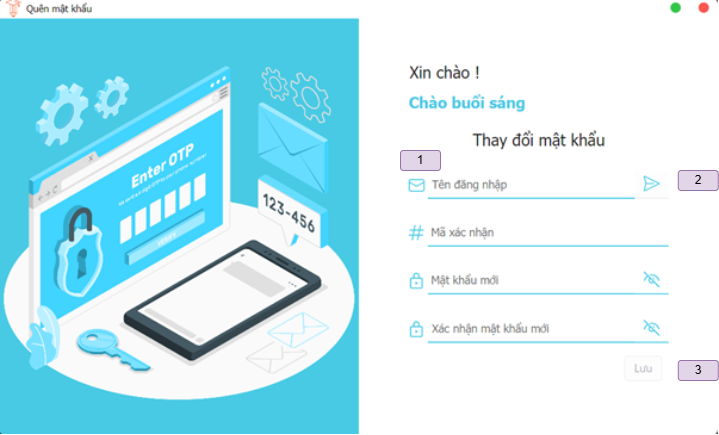 Quên mật khẩu
Xin chào !
Chào buổi sáng
Thay đổi mật khẩu
1
Tên đăng nhập
2
Mã xác nhận
Mật khẩu mới
Xác nhận mật khẩu mới
Lưu
3
X
Enter OTP
VERIFY
123-456